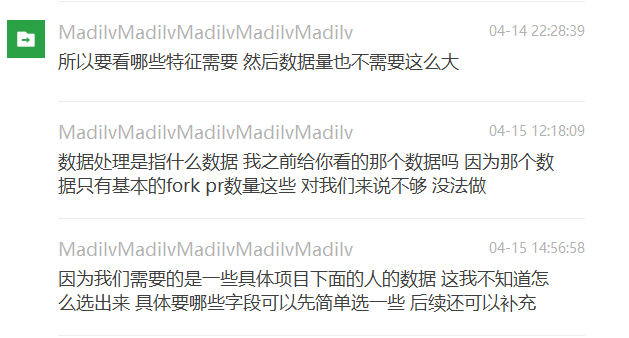 MadilvMadilvMadilvMadilvMadilv 04-14 22:28:39
所以要看哪些特征需要 然后数据量也不需要这么大
MadilvMadilvMadilvMadilvMadilv 04-15 12:18:09
数据处理是指什么数据 我之前给你看的那个数据吗 因为那个数
据只有基本的fork pr数量这些 对我们来说不够 没法做
MadilvMadilvMadilvMadilvMadilv 04-15 14:56:58
因为我们需要的是一些具体项目下面的人的数据 这我不知道怎
么选出来 具体要哪些字段可以先简单选一些 后续还可以补充